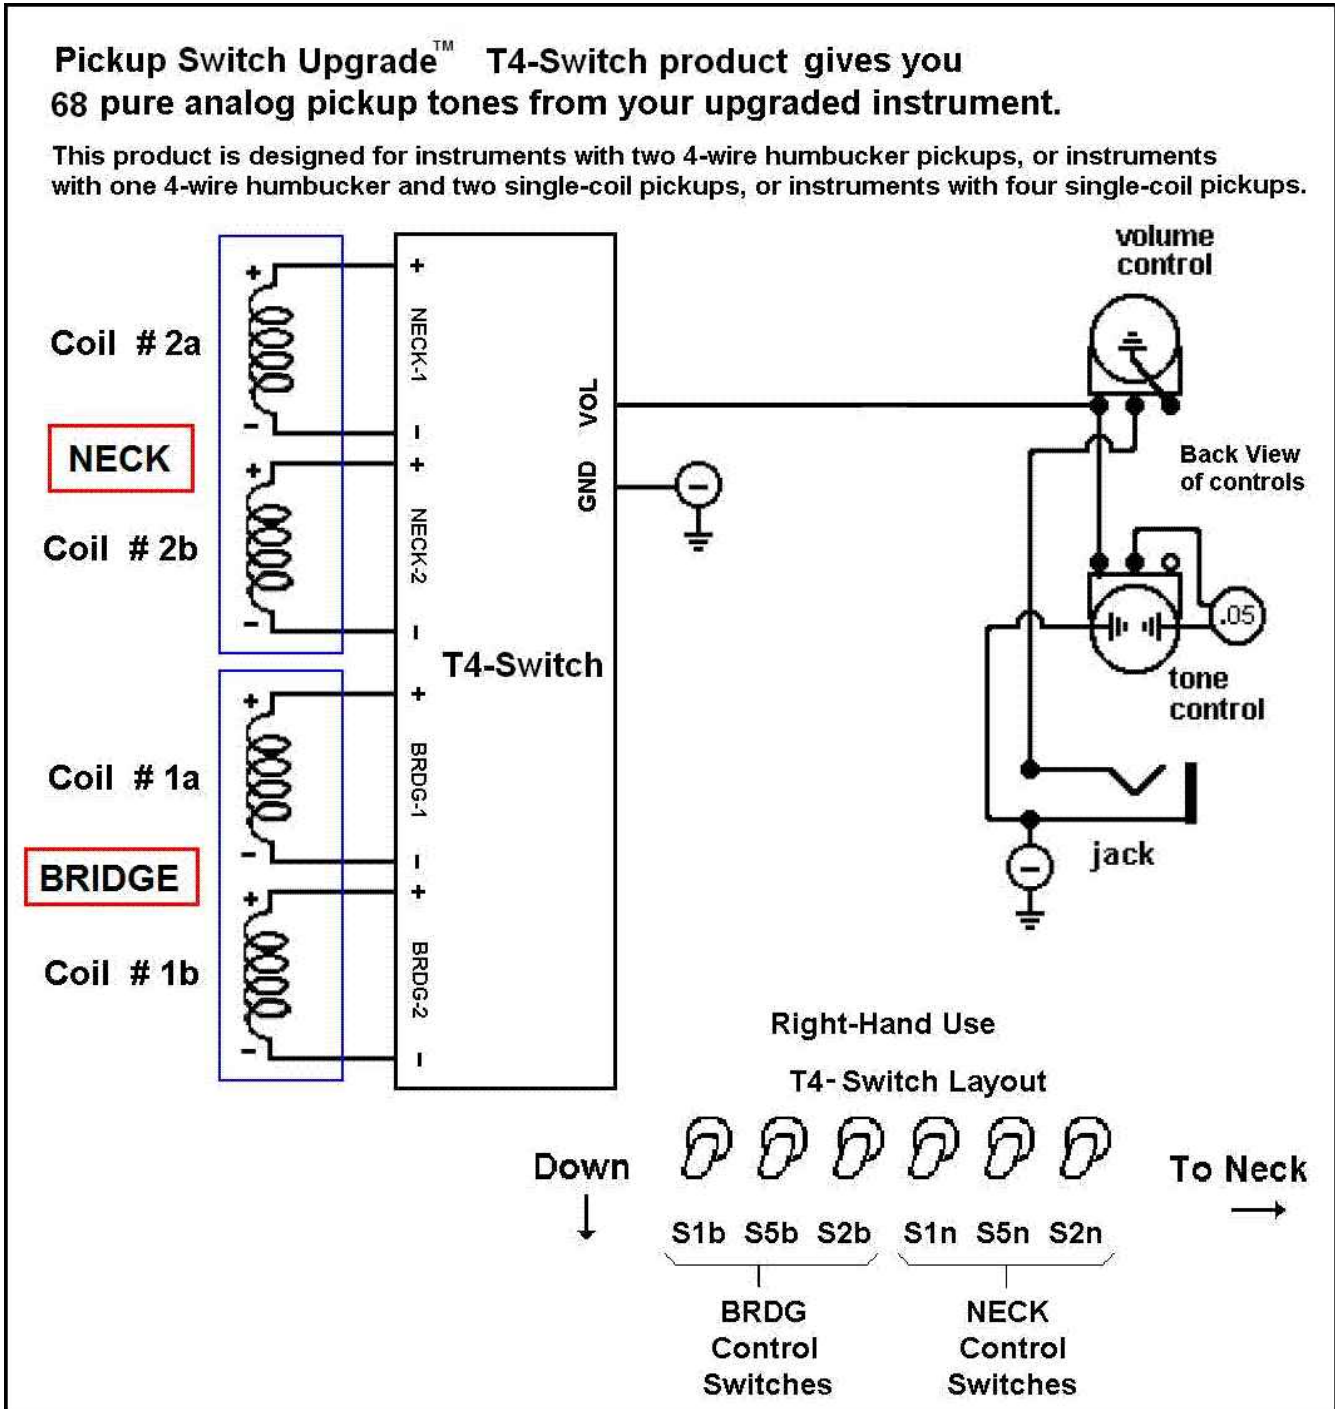 Pickup Switch Upgrade™ T4-Switch product gives you
68 pure analog pickup tones from your upgraded instrument.
This product is designed for instruments with two 4-wire humbucker pickups, or instruments
with one 4-wire humbucker and two single-coil pickups, or instruments with four single-coil pickups.
Coil # 2a
NECK
Coil # 2b
Coil # 1a
BRIDGE
Coil # 1b
+
-
+
-
+
-
+
-
+
NECK-1
-
+
NECK-2
-
+
BRDG-1
-
+
BRDG-2
-
T4-Switch
VOL
GND
-
volume
control
Back View
of controls
.05
tone
control
jack
-
Right-Hand Use
T4-Switch Layout
Down
To Neck
S1b S5b S2b S1n S5n S2n
BRDG
Control
Switches
NECK
Control
Switches